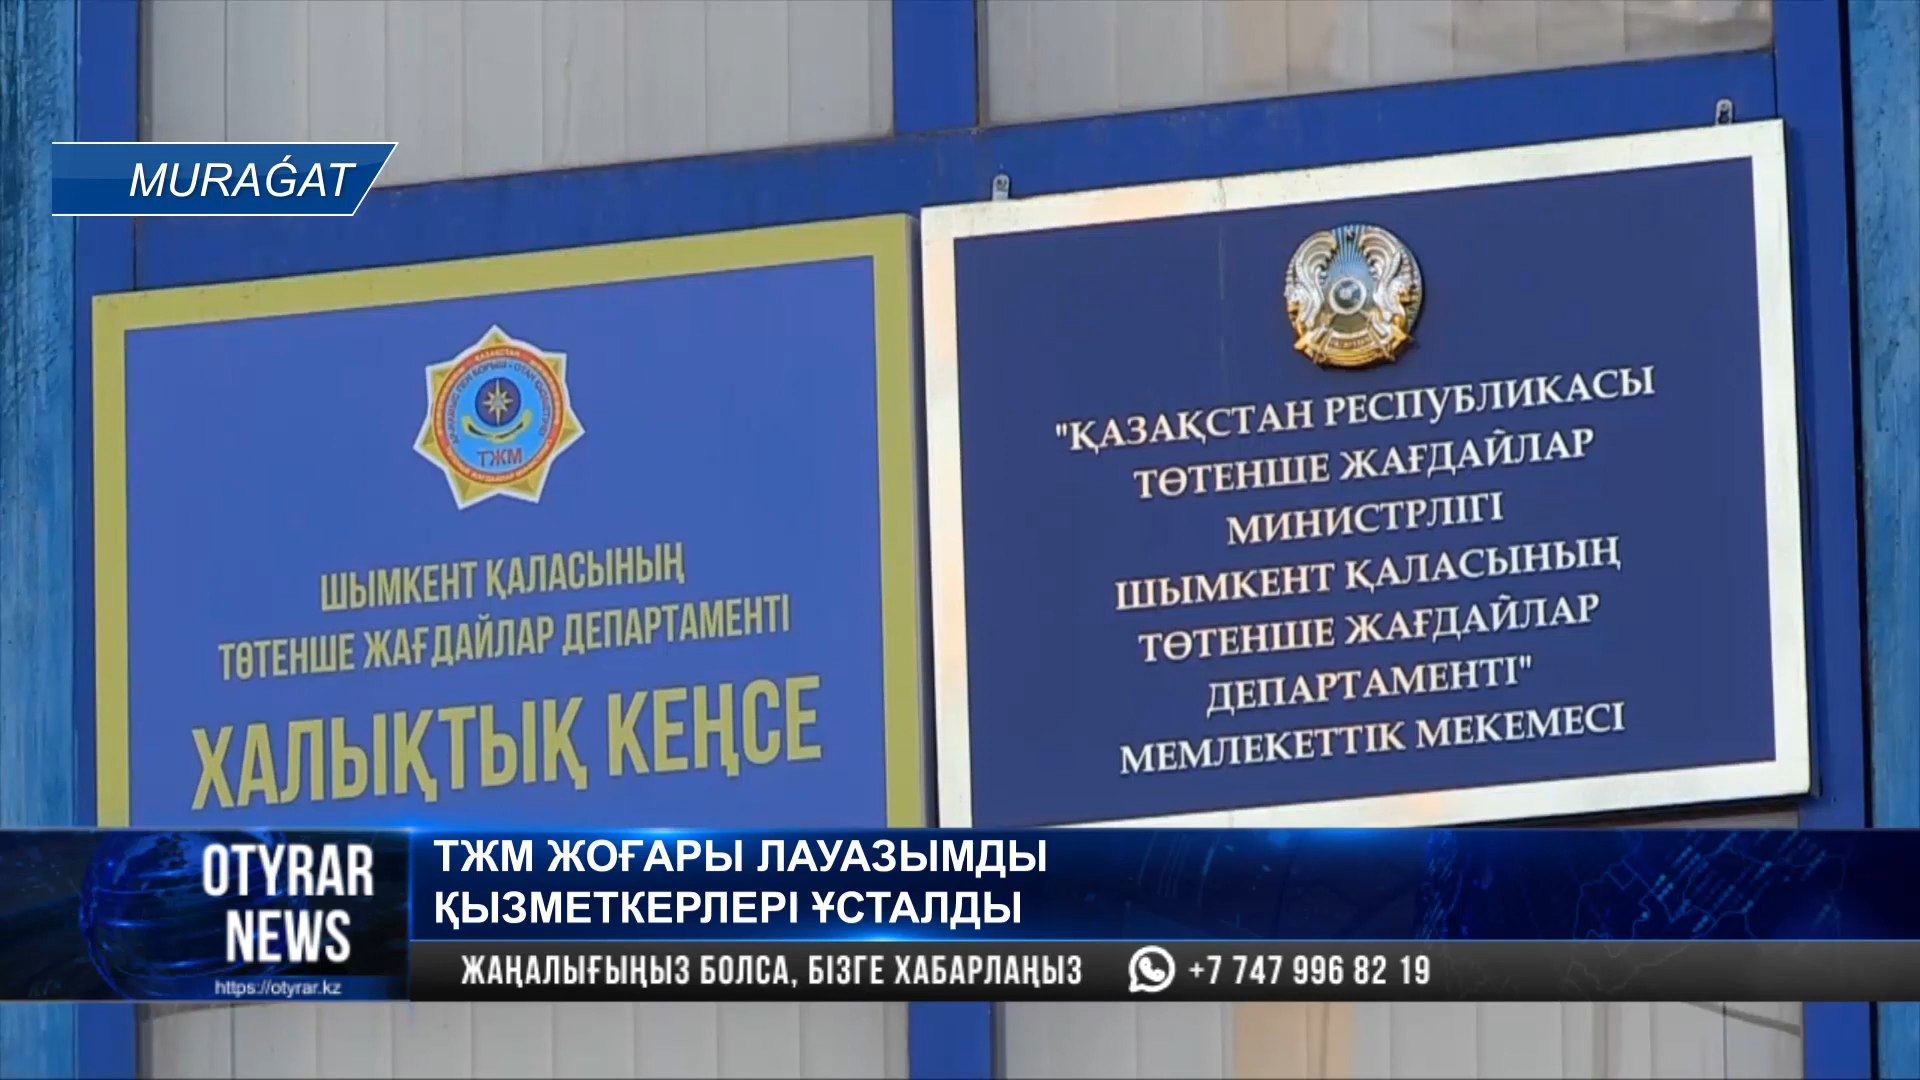 MURAǴAT
ҚАЗАҚСТАН
ТЖМ
ШЫМКЕНТ ҚАЛАСЫНЫҢ
ТӨТЕНШЕ ЖАҒДАЙЛАР ДЕПАРТАМЕНТІ
ХАЛЫҚТЫҚ КЕҢСЕ
"ҚАЗАҚСТАН РЕСПУБЛИКАСЫ
ТӨТЕНШЕ ЖАҒДАЙЛАР
МИНИСТРЛІГІ
ШЫМКЕНТ ҚАЛАСЫНЫҢ
ТӨТЕНШЕ ЖАҒДАЙЛАР
ДЕПАРТАМЕНТІ"
МЕМЛЕКЕТТІК МЕКЕМЕСІ
OTYRAR
NEWS
https://otyrar.kz
ТЖМ ЖОҒАРЫ ЛАУАЗЫМДЫ
ҚЫЗМЕТКЕРЛЕРІ ҰСТАЛДЫ
ЖАҢАЛЫҒЫҢЫЗ БОЛСА, БІЗГЕ ХАБАРЛАҢЫЗ +7 747 996 82 19